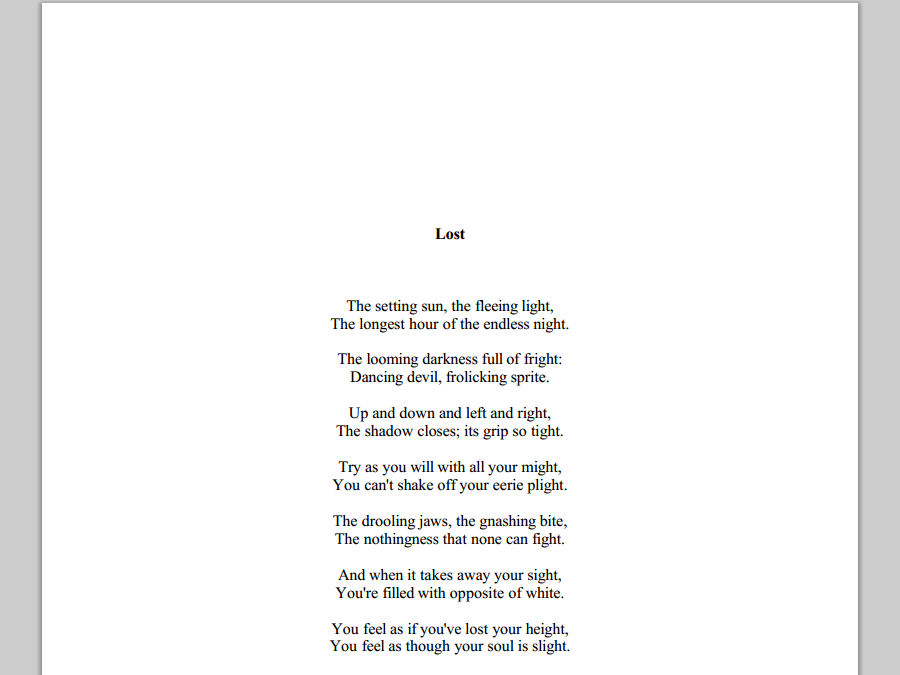 Lost
The setting sun, the fleeing light,
The longest hour of the endless night.
The looming darkness full of fright:
Dancing devil, frolicking sprite.
Up and down and left and right,
The shadow closes; its grip so tight.
Try as you will with all your might,
You can't shake off your eerie plight.
The drooling jaws, the gnashing bite,
The nothingness that none can fight.
And when it takes away your sight,
You're filled with opposite of white.
You feel as if you've lost your height,
You feel as though your soul is slight.